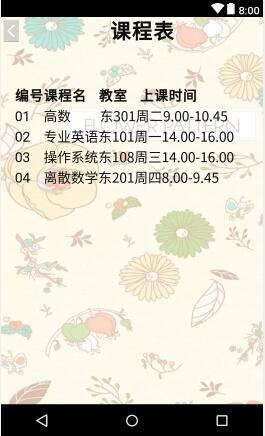 8:00
课程表
编号课程名 教室 上课时间
01 高数 东301周二9.00-10.45
02 专业英语东101周一14.00-16.00
03 操作系统东108周三14.00-16.00
04 离散数学东201周四8.00-9.45
FLOWER PATTERN